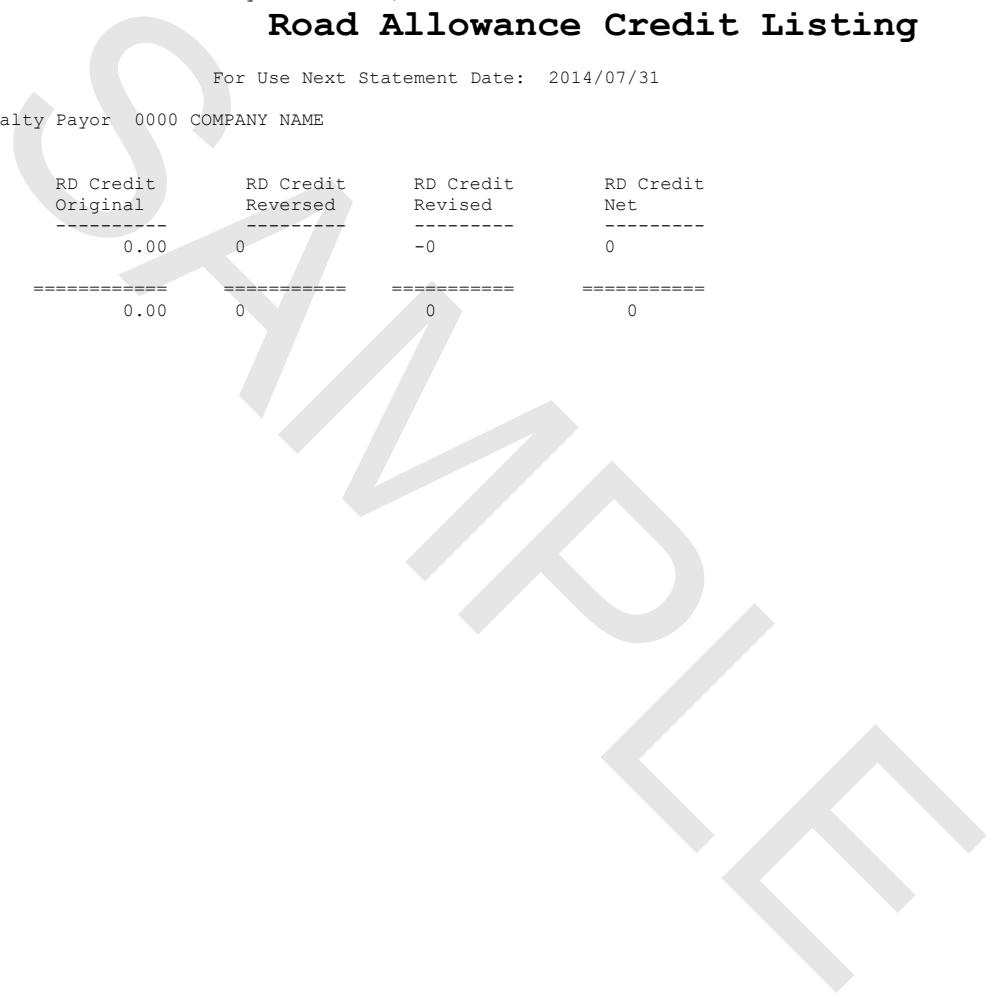 Road Allowance Credit Listing
For Use Next Statement Date: 2014/07/31
alty Payor 0000 COMPANY NAME
RD Credit RD Credit RD Credit RD Credit
Original Reversed Revised Net
---------- --------- --------- ---------
0.00 0 -0 0
============ =========== =========== ===========
0.00 0 0 0
SAMPLE